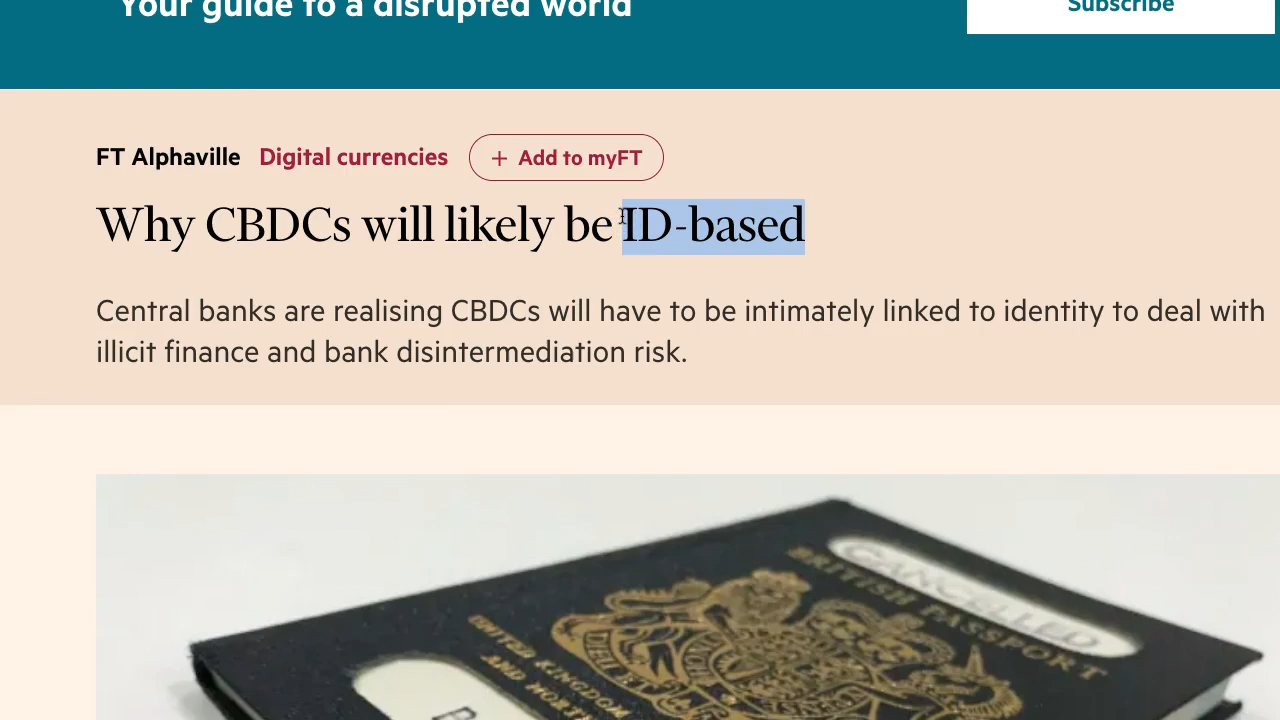 Your guide to a disrupted world
Subscribe
FT Alphaville Digital currencies + Add to myFT
Why CBDCs will likely be ID-based
Central banks are realising CBDCs will have to be intimately linked to identity to deal with
illicit finance and bank disintermediation risk.
CANCELLED
BRITISH PASSPORT
UNITED KINGDOM